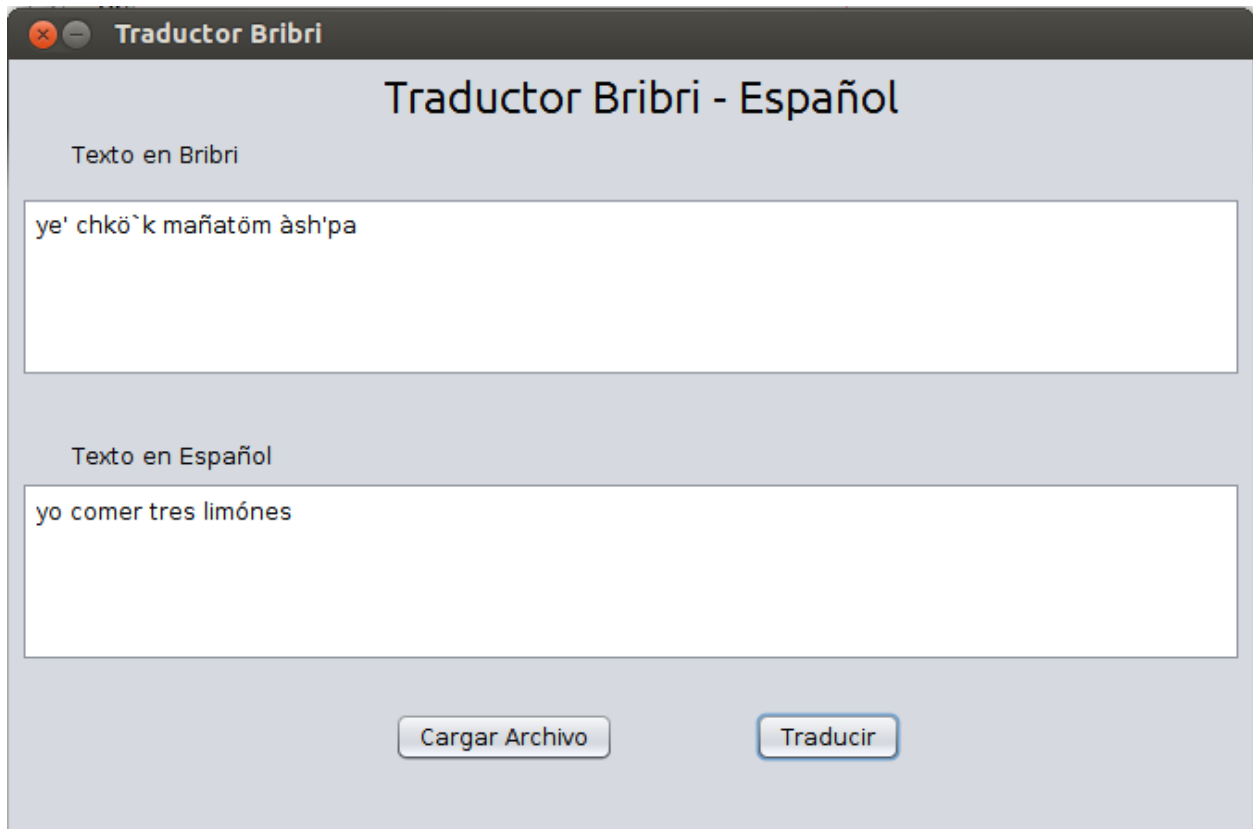 Traductor Bribri
Traductor Bribri - Español
Texto en Bribri
ye' chkö`k mañatöm àsh'pa
Texto en Español
yo comer tres limónes
Cargar Archivo
Traducir